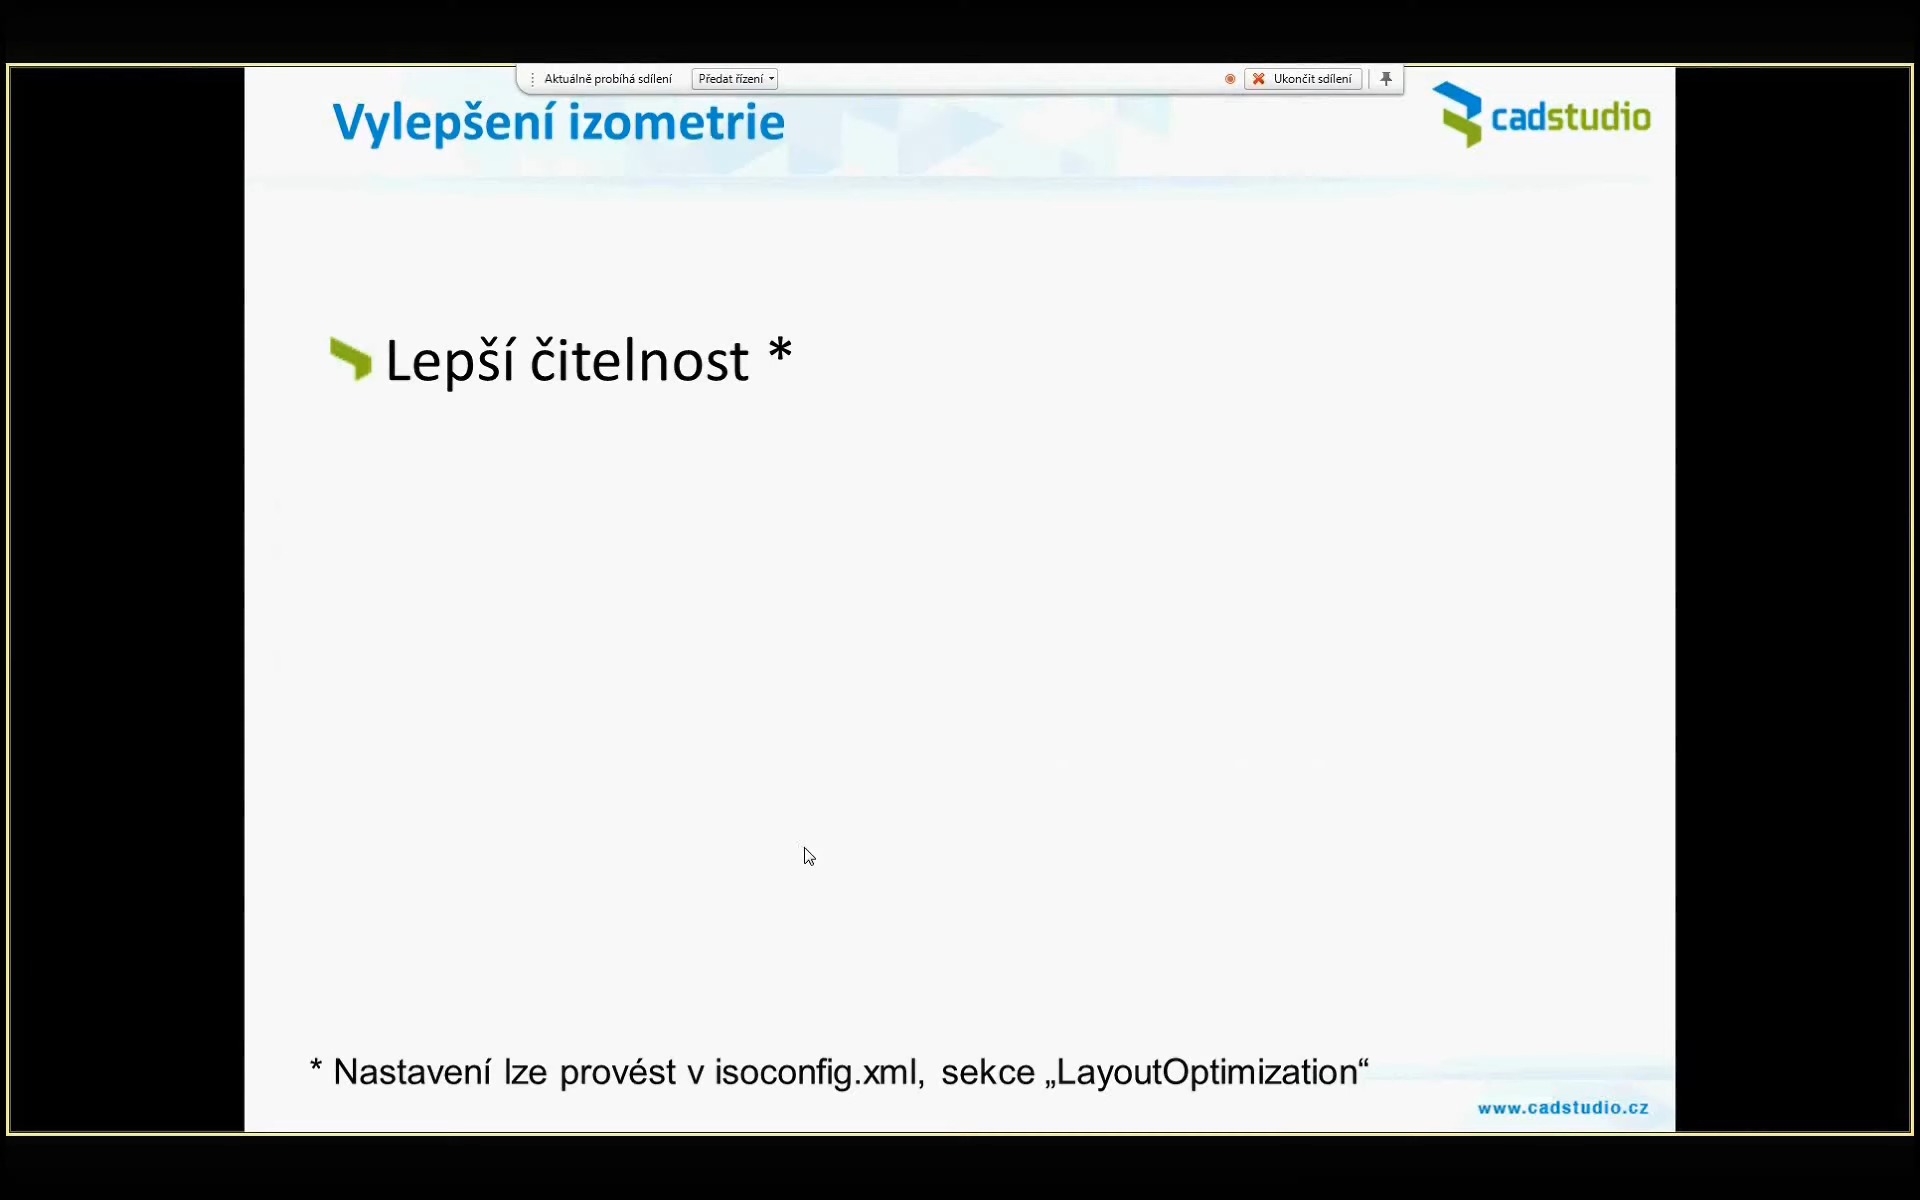 Aktuálně probíhá sdílení Předat řízení Ukončit sdílení
Vylepšení izometrie
cadstudio
Lepší čitelnost *
* Nastavení lze provést v isoconfig.xml, sekce „LayoutOptimization“
www.cadstudio.cz